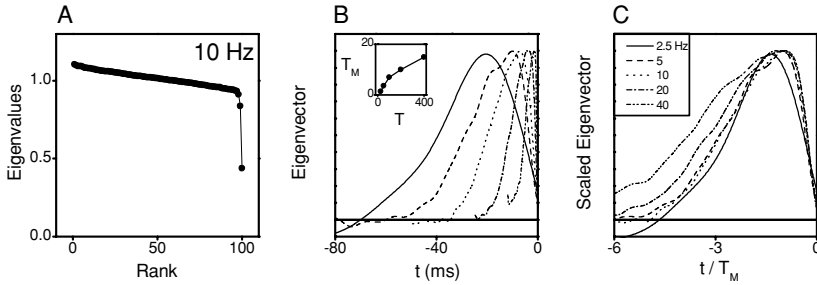 A
10 Hz
Eigenvalues
1.0
0.5
0.0
0
50
100
Rank
B
Eigenvector
20
T_M
0
0
400
T
-80
-40
0
t (ms)
C
Scaled Eigenvector
2.5 Hz
5
10
20
40
-6
-3
0
t / T_M